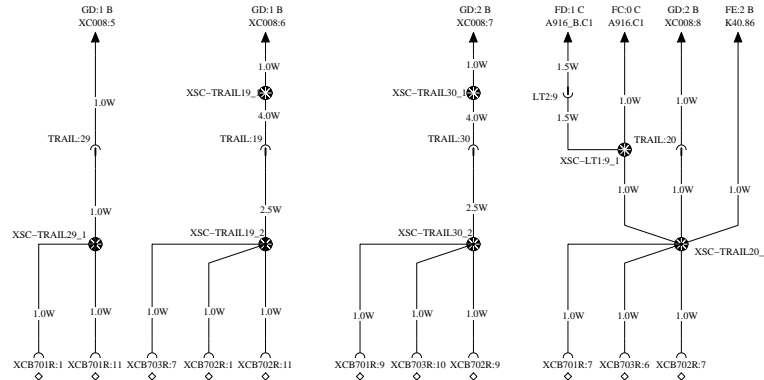 GD:1 B GD:1 B GD:2 B FD:1 C FC:0 C GD:2 B FE:2 B
XC008:5 XC008:6 XC008:7 A916_B.C1 A916.C1 XC008:8 K40.86
1.0W 1.0W 1.5W
XSC-TRAIL19_1 XSC-TRAIL30_1 LT2:9
1.0W 1.0W 1.0W
4.0W 4.0W 1.5W
TRAIL:29 TRAIL:19 TRAIL:30 TRAIL:20
XSC-LT1:9_1
1.0W 1.0W 1.0W
1.0W 2.5W 2.5W
XSC-TRAIL29_1 XSC-TRAIL19_2 XSC-TRAIL30_2
XSC-TRAIL20_
1.0W 1.0W 1.0W 1.0W 1.0W 1.0W 1.0W 1.0W 1.0W 1.0W 1.0W
XCB701R:1 XCB701R:11 XCB703R:7 XCB702R:1 XCB702R:11 XCB701R:9 XCB703R:10 XCB702R:9 XCB701R:7 XCB703R:6 XCB702R:7